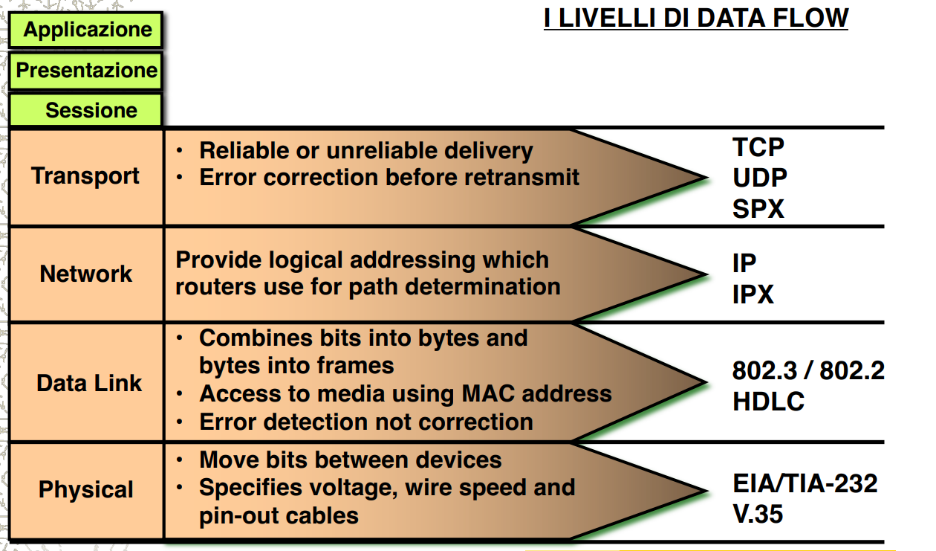 I LIVELLI DI DATA FLOW
Applicazione
Presentazione
Sessione
Transport
• Reliable or unreliable delivery
• Error correction before retransmit
TCP
UDP
SPX
Network
Provide logical addressing which
routers use for path determination
IP
IPX
Data Link
• Combines bits into bytes and
bytes into frames
• Access to media using MAC address
• Error detection not correction
802.3 / 802.2
HDLC
Physical
• Move bits between devices
• Specifies voltage, wire speed and
pin-out cables
EIA/TIA-232
V.35